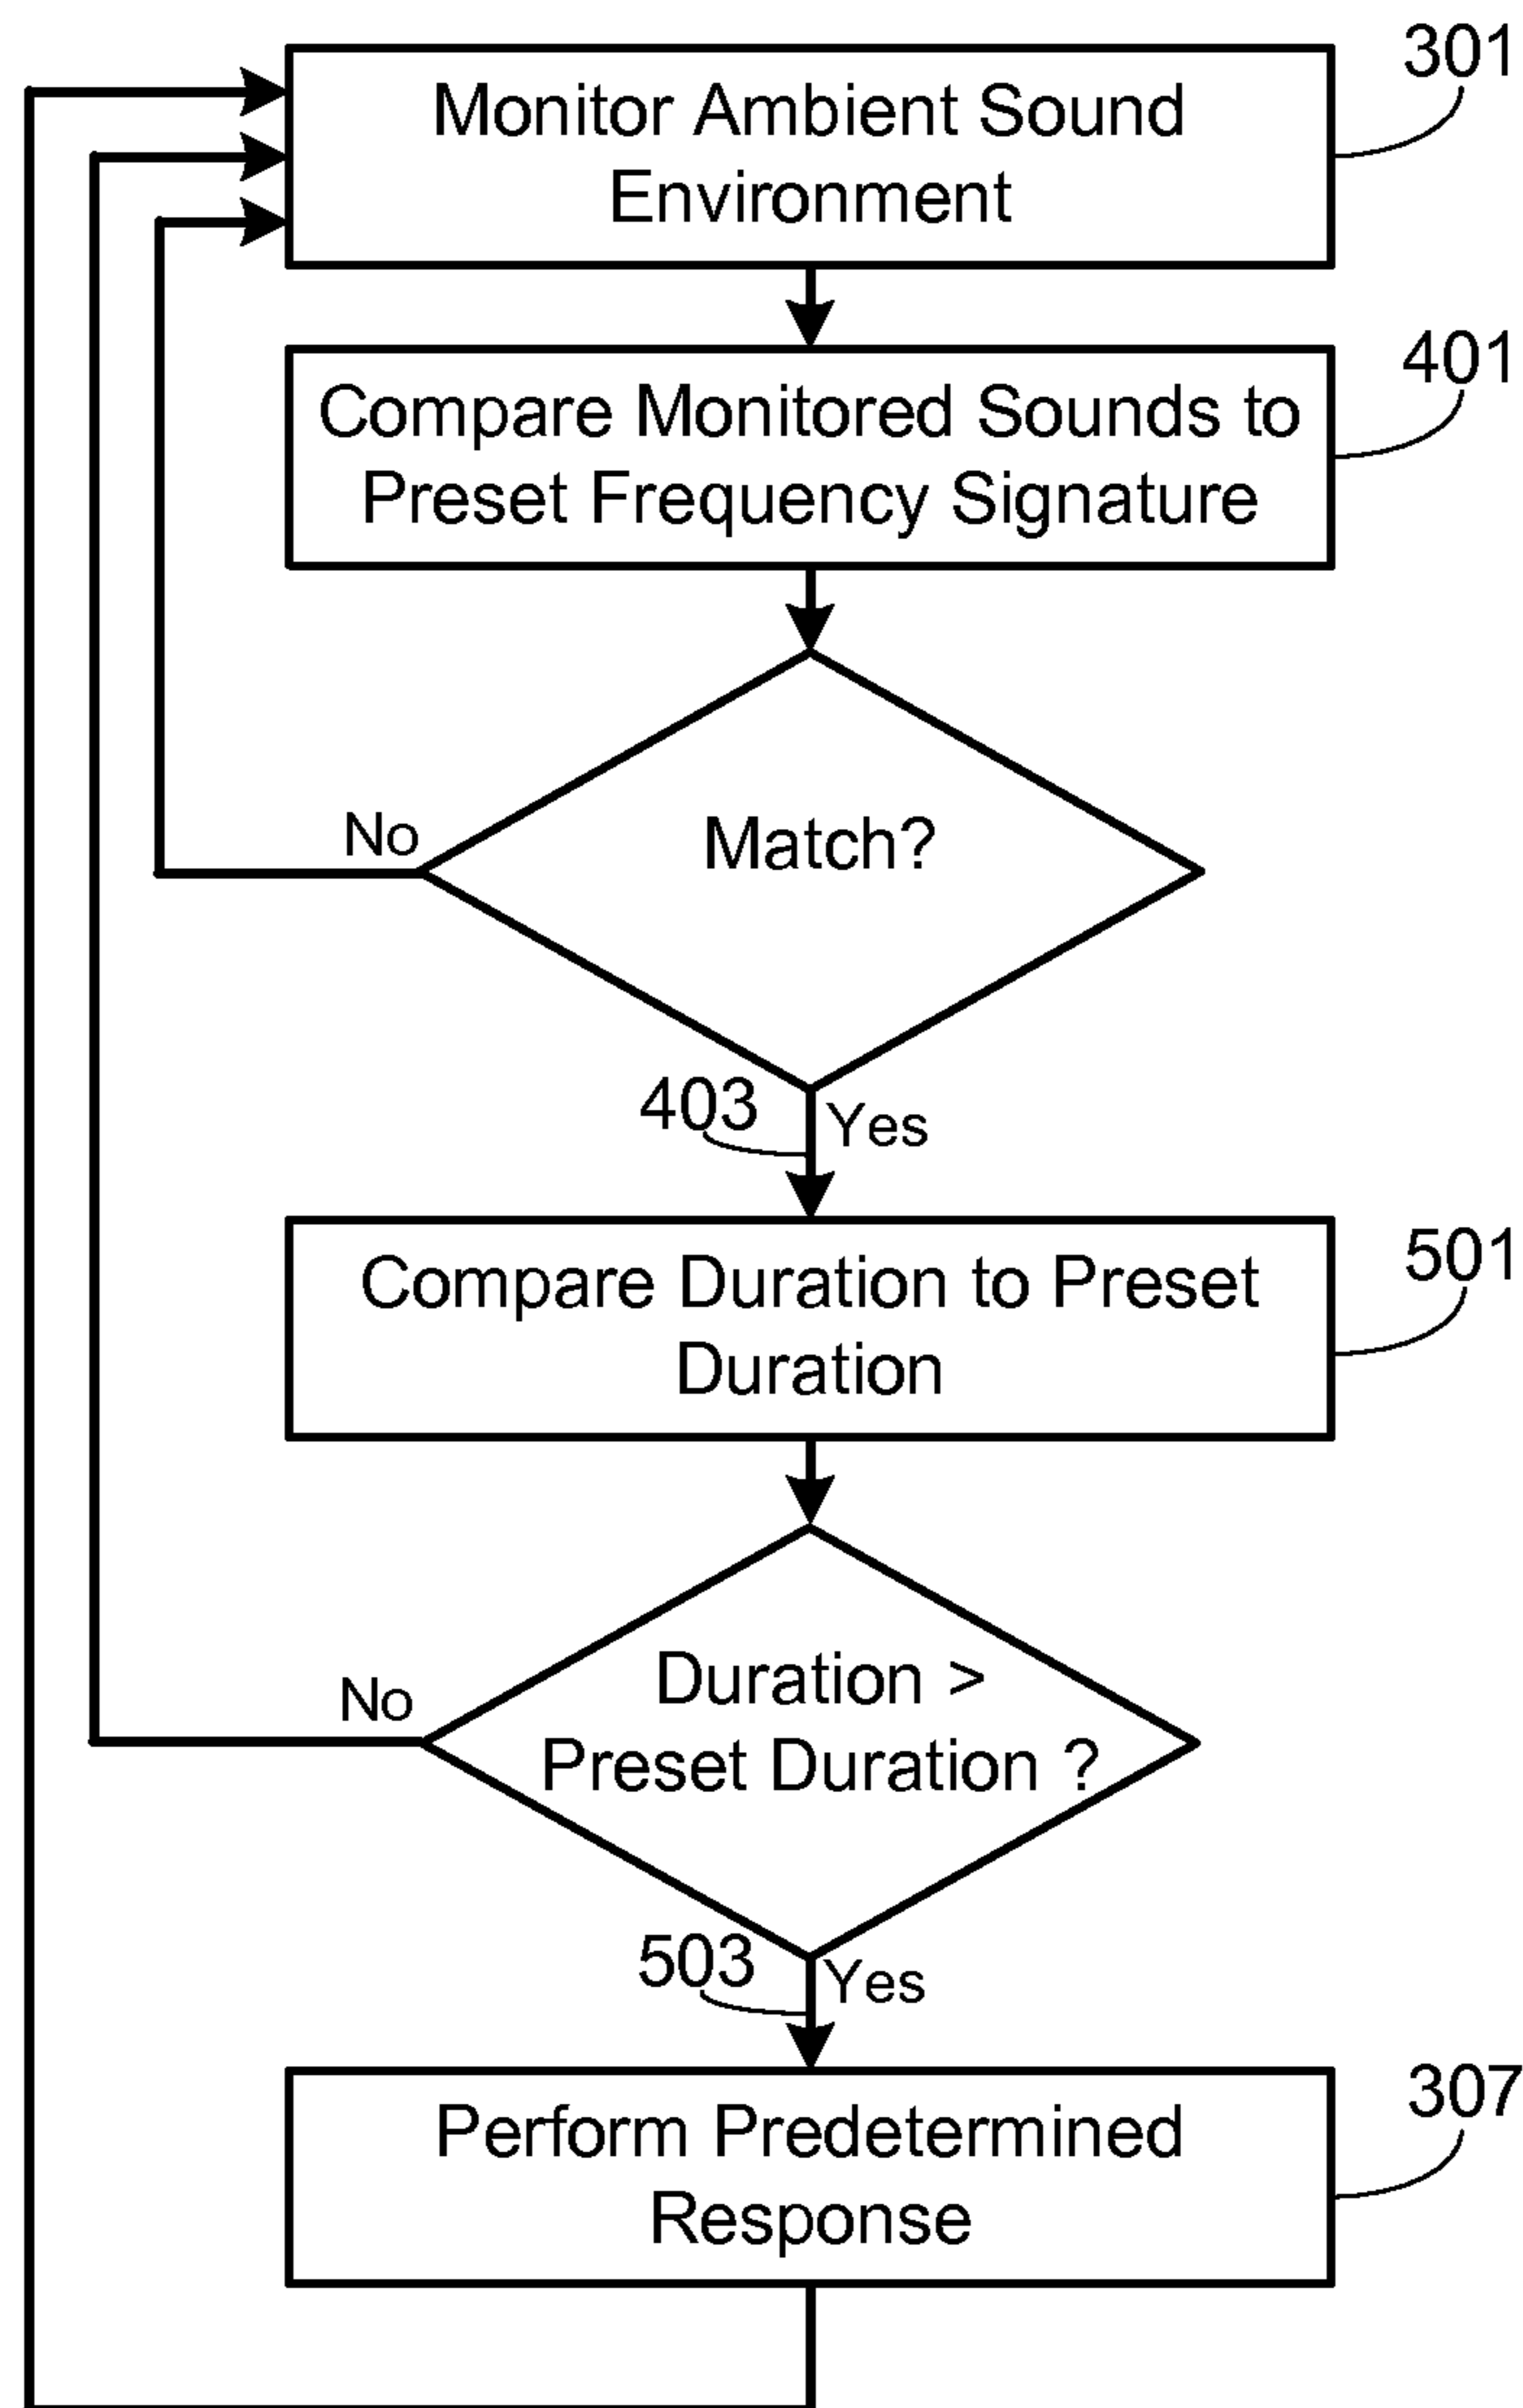 301
Monitor Ambient Sound
Environment
401
Compare Monitored Sounds to
Preset Frequency Signature
No
Match?
403
Yes
501
Compare Duration to Preset
Duration
No
Duration >
Preset Duration ?
503
Yes
307
Perform Predetermined
Response